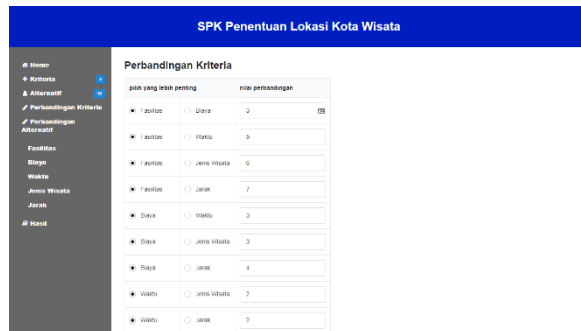 SPK Penentuan Lokasi Kota Wisata
Home
Kriteria
Alternatif 10
Perbandingan Kriteria
Perbandingan
Alternatif
Fasilitas
Biaya
Waktu
Jenis Wisata
Jarak
Hasil
Perbandingan Kriteria
pilih yang lebih penting nilai perbandingan
Fasilitas Biaya 3
Fasilitas Waktu 5
Fasilitas Jenis Wisata 6
Fasilitas Jarak 7
Biaya Waktu 3
Biaya Jenis Wisata 3
Biaya Jarak 4
Waktu Jenis Wisata 2
Waktu Jarak 2